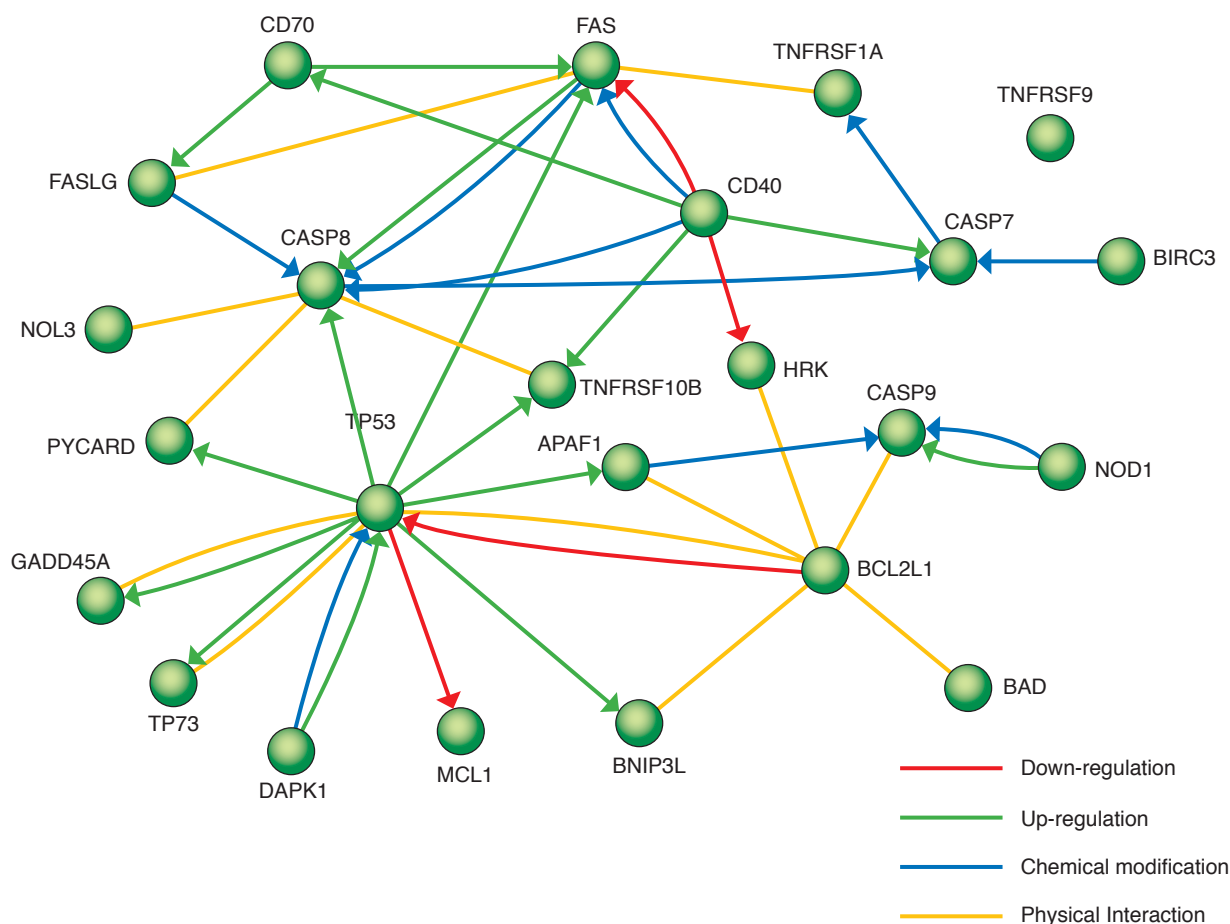 CD70
FAS
TNFRSF1A
TNFRSF9
FASLG
CD40
CASP8
CASP7
BIRC3
NOL3
HRK
TNFRSF10B
CASP9
TP53
PYCARD
APAF1
NOD1
GADD45A
BCL2L1
BAD
TP73
MCL1
BNIP3L
DAPK1
Down-regulation
Up-regulation
Chemical modification
Physical Interaction